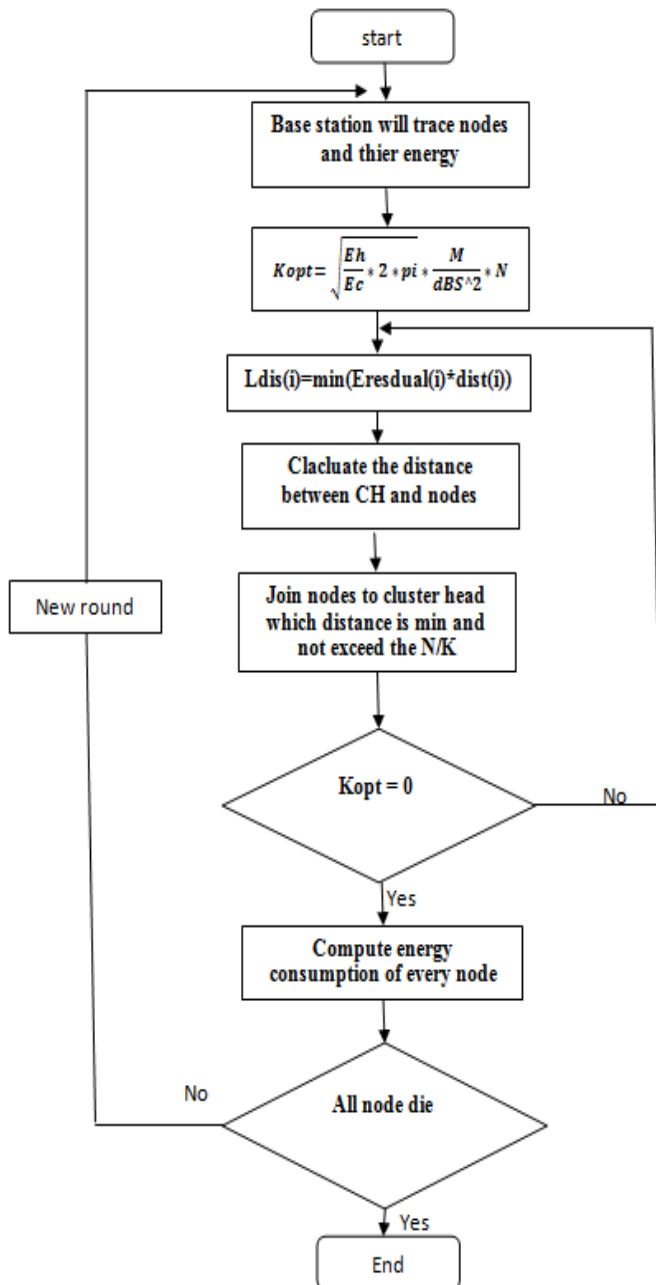 start
Base station will trace nodes
and thier energy
Kopt = √(Eh/Ec * 2 * pi) * M/dBS^2 * N
Ldis(i)=min(Eresdual(i)*dist(i))
Clacluate the distance
between CH and nodes
Join nodes to cluster head
which distance is min and
not exceed the N/K
New round
Kopt = 0
No
Yes
Compute energy
consumption of every node
No
All node die
Yes
End